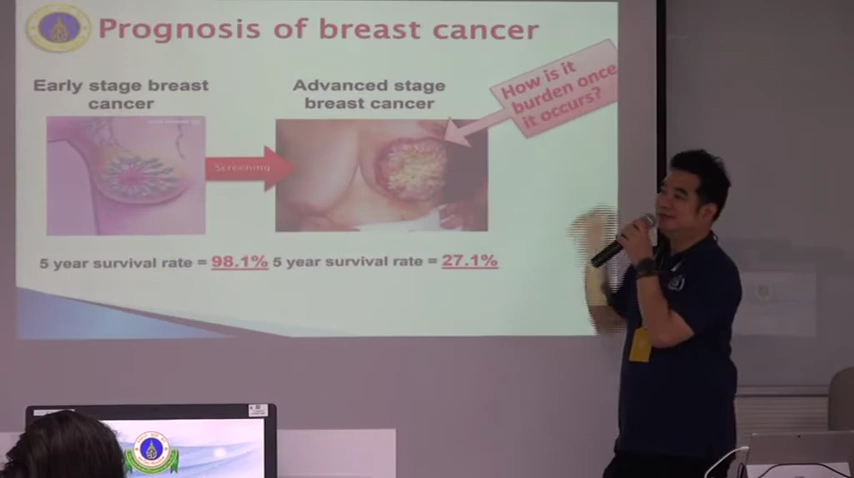 Prognosis of breast cancer
Early stage breast
cancer
Advanced stage
breast cancer
How is it
burden once
it occurs?
Screening
5 year survival rate = 98.1%
5 year survival rate = 27.1%